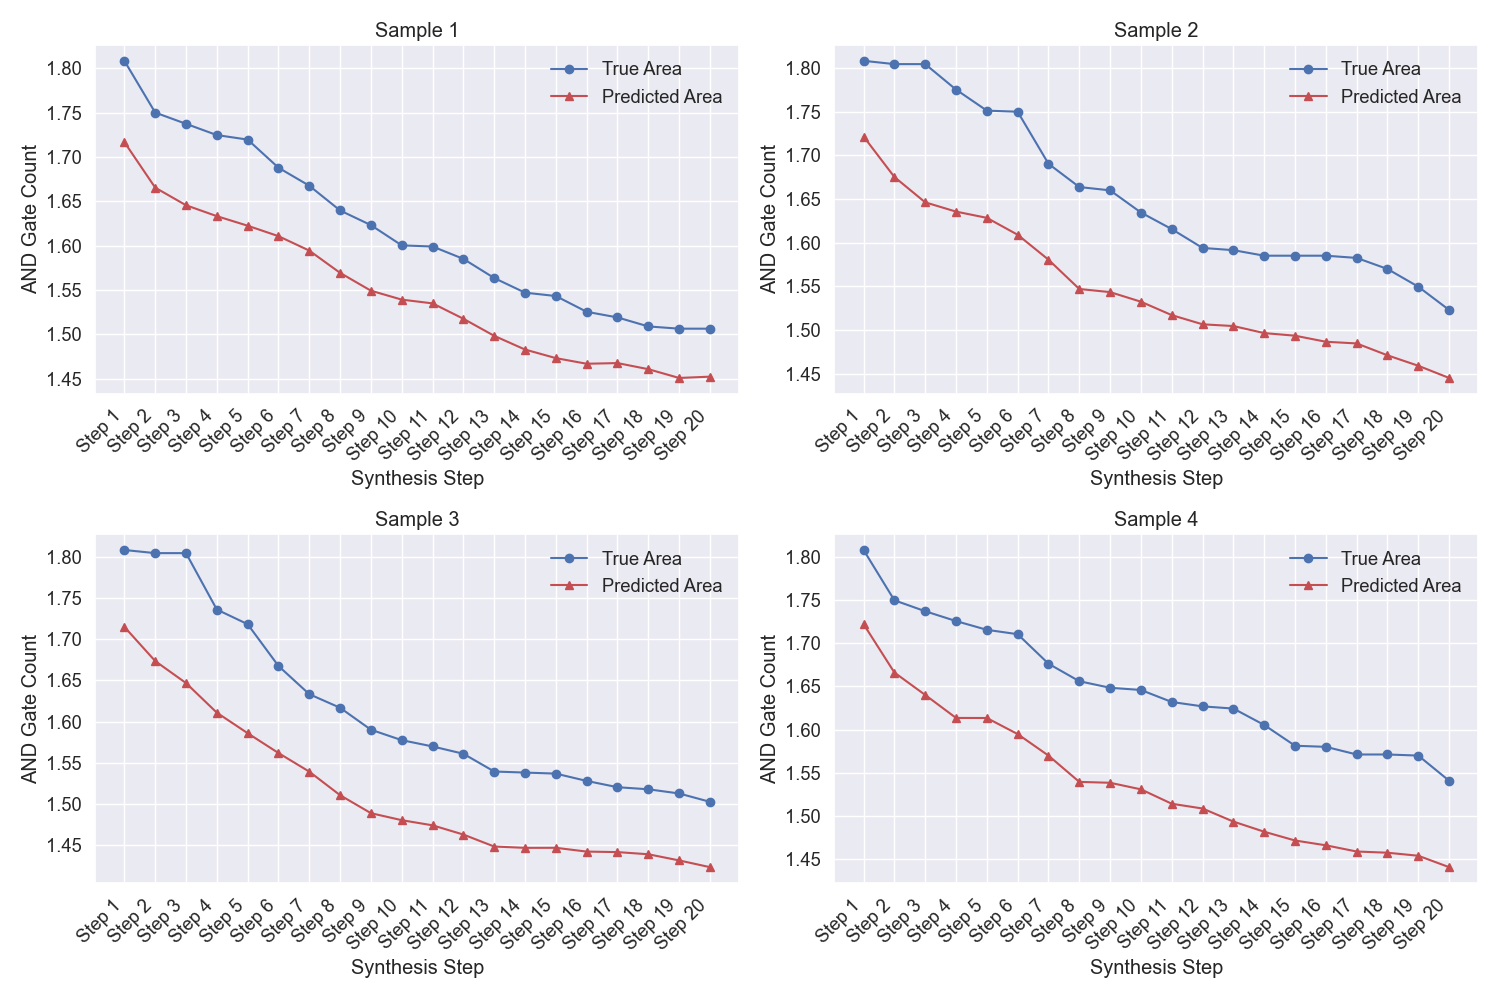 Sample 1
1.80
1.75
1.70
1.65
1.60
1.55
1.50
1.45
AND Gate Count
True Area
Predicted Area
Step 1
Step 2
Step 3
Step 4
Step 5
Step 6
Step 7
Step 8
Step 9
Step 10
Step 11
Step 12
Step 13
Step 14
Step 15
Step 16
Step 17
Step 18
Step 19
Step 20
Synthesis Step
Sample 2
1.80
1.75
1.70
1.65
1.60
1.55
1.50
1.45
AND Gate Count
True Area
Predicted Area
Step 1
Step 2
Step 3
Step 4
Step 5
Step 6
Step 7
Step 8
Step 9
Step 10
Step 11
Step 12
Step 13
Step 14
Step 15
Step 16
Step 17
Step 18
Step 19
Step 20
Synthesis Step
Sample 3
1.80
1.75
1.70
1.65
1.60
1.55
1.50
1.45
AND Gate Count
True Area
Predicted Area
Step 1
Step 2
Step 3
Step 4
Step 5
Step 6
Step 7
Step 8
Step 9
Step 10
Step 11
Step 12
Step 13
Step 14
Step 15
Step 16
Step 17
Step 18
Step 19
Step 20
Synthesis Step
Sample 4
1.80
1.75
1.70
1.65
1.60
1.55
1.50
1.45
AND Gate Count
True Area
Predicted Area
Step 1
Step 2
Step 3
Step 4
Step 5
Step 6
Step 7
Step 8
Step 9
Step 10
Step 11
Step 12
Step 13
Step 14
Step 15
Step 16
Step 17
Step 18
Step 19
Step 20
Synthesis Step